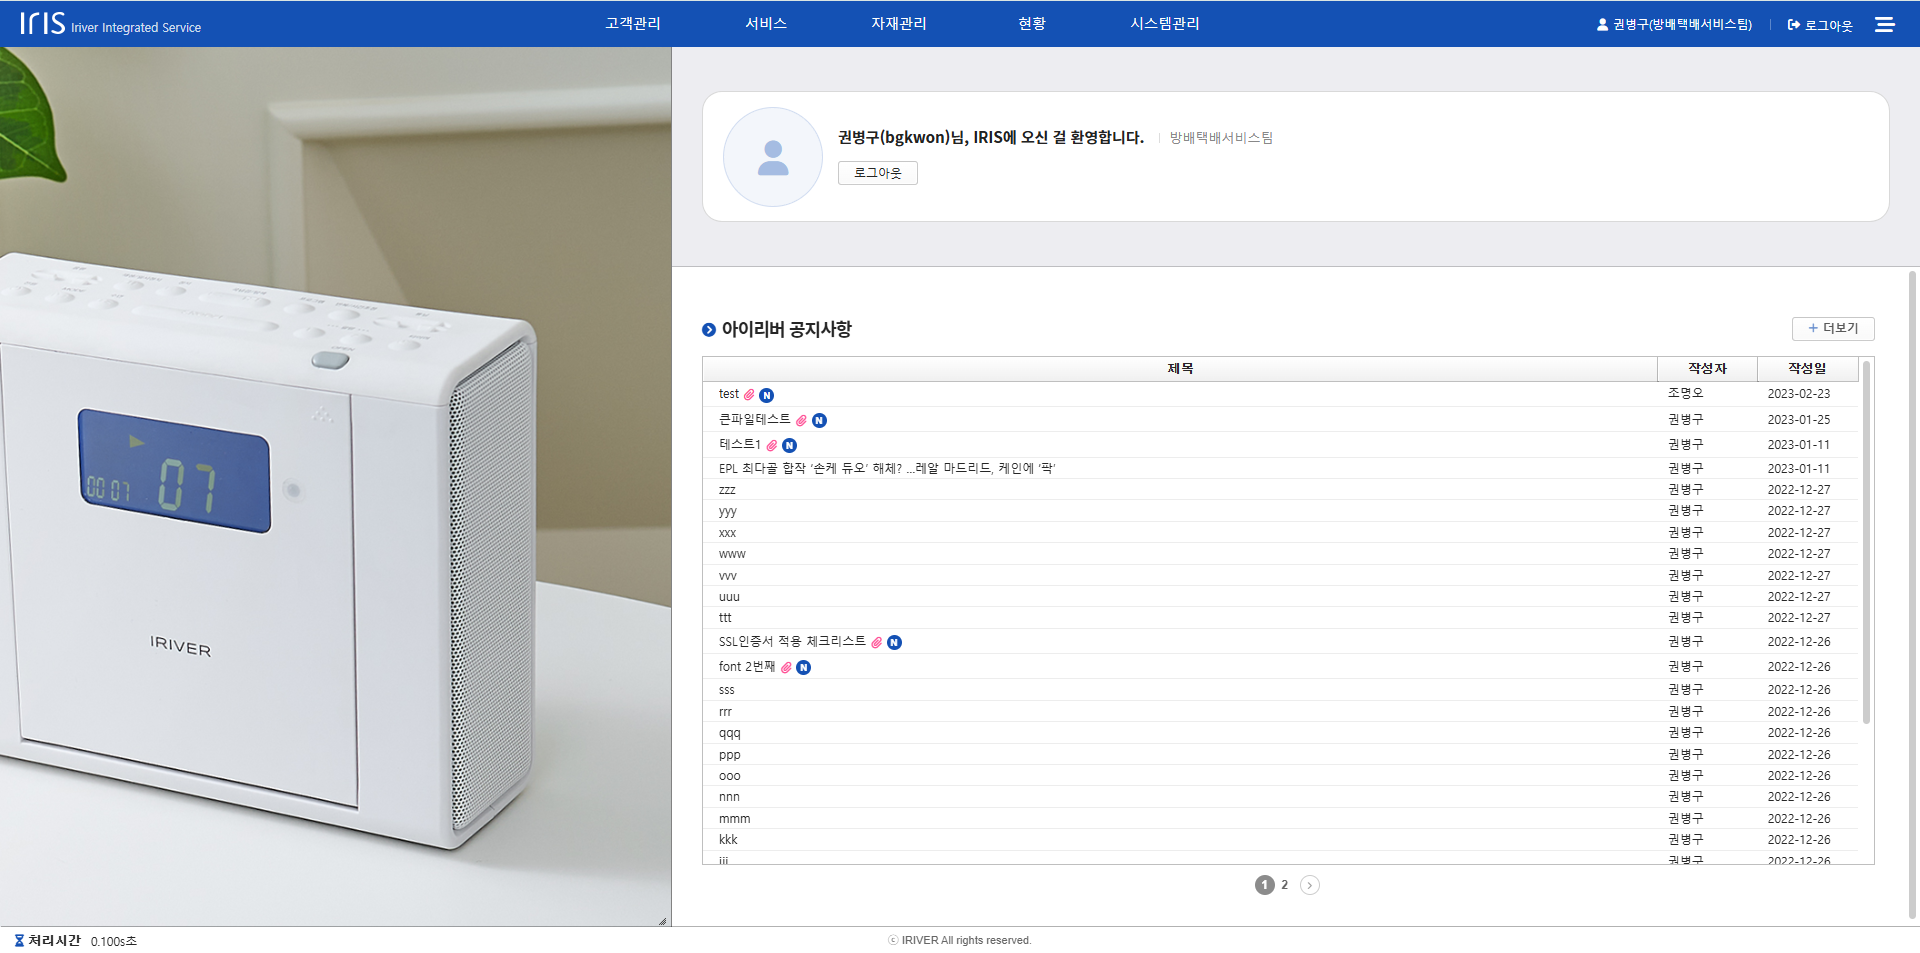 IRIS Iriver Integrated Service
고객관리 서비스 자재관리 현황 시스템관리
권병구(방배택배서비스팀) 로그아웃
권병구(bgkwon)님, IRIS에 오신 걸 환영합니다. 방배택배서비스팀
로그아웃
00 07 07
IRIVER
아이리버 공지사항
+ 더보기
제목 작성자 작성일
test N 조명오 2023-02-23
큰파일테스트 N 권병구 2023-01-25
테스트1 N 권병구 2023-01-11
EPL 최다골 합작 ‘손케 듀오’ 해체? ...레알 마드리드, 케인에 ‘팍’ 권병구 2023-01-11
zzz 권병구 2022-12-27
yyy 권병구 2022-12-27
xxx 권병구 2022-12-27
www 권병구 2022-12-27
vvv 권병구 2022-12-27
uuu 권병구 2022-12-27
ttt 권병구 2022-12-27
SSL인증서 적용 체크리스트 N 권병구 2022-12-26
font 2번째 N 권병구 2022-12-26
sss 권병구 2022-12-26
rrr 권병구 2022-12-26
qqq 권병구 2022-12-26
ppp 권병구 2022-12-26
ooo 권병구 2022-12-26
nnn 권병구 2022-12-26
mmm 권병구 2022-12-26
kkk 권병구 2022-12-26
권병구 2022-12-26
1 2
처리시간 0.100s초
ⓒ IRIVER All rights reserved.